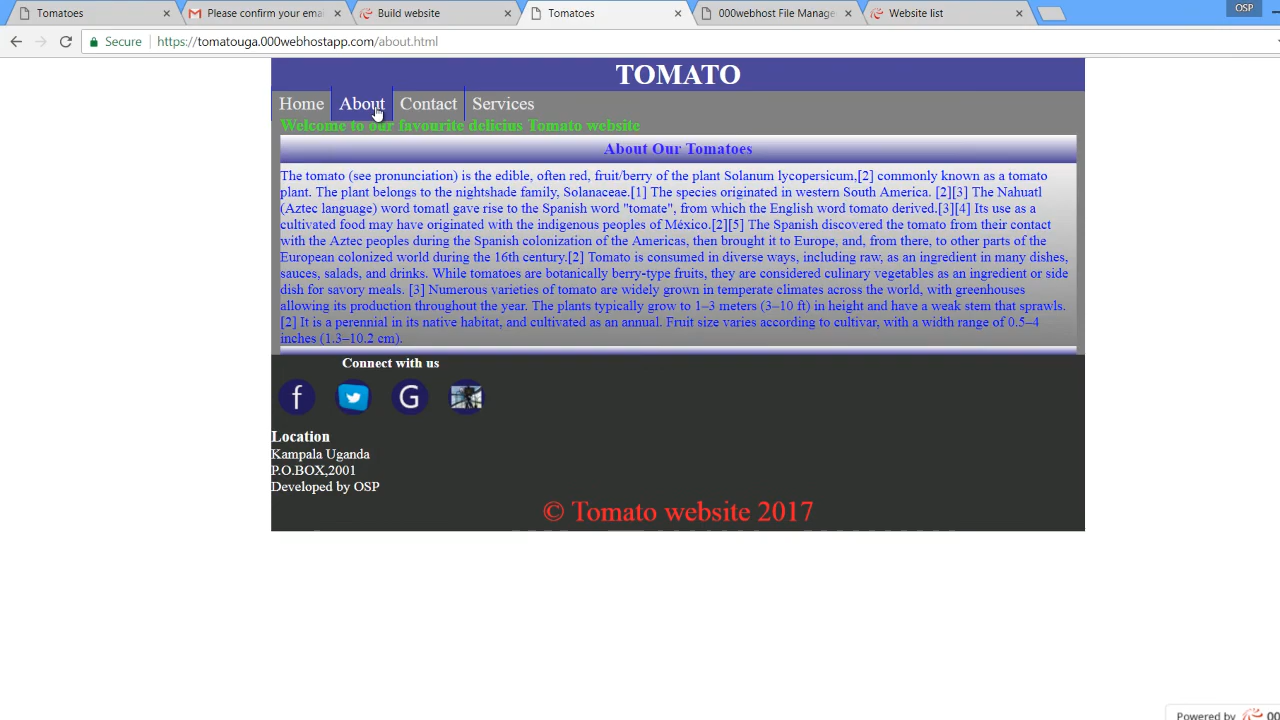 Tomatoes
Please confirm your emai
Build website
Tomatoes
000webhost File Manage
Website list
OSP
Secure
https://tomatouga.000webhostapp.com/about.html
TOMATO
Home
About
Contact
Services
Welcome to our favourite delicius Tomato website
About Our Tomatoes
The tomato (see pronunciation) is the edible, often red, fruit/berry of the plant Solanum lycopersicum,[2] commonly known as a tomato
plant. The plant belongs to the nightshade family, Solanaceae.[1] The species originated in western South America. [2][3] The Nahuatl
(Aztec language) word tomatl gave rise to the Spanish word "tomate", from which the English word tomato derived.[3][4] Its use as a
cultivated food may have originated with the indigenous peoples of México.[2][5] The Spanish discovered the tomato from their contact
with the Aztec peoples during the Spanish colonization of the Americas, then brought it to Europe, and, from there, to other parts of the
European colonized world during the 16th century.[2] Tomato is consumed in diverse ways, including raw, as an ingredient in many dishes,
sauces, salads, and drinks. While tomatoes are botanically berry-type fruits, they are considered culinary vegetables as an ingredient or side
dish for savory meals. [3] Numerous varieties of tomato are widely grown in temperate climates across the world, with greenhouses
allowing its production throughout the year. The plants typically grow to 1–3 meters (3–10 ft) in height and have a weak stem that sprawls.
[2] It is a perennial in its native habitat, and cultivated as an annual. Fruit size varies according to cultivar, with a width range of 0.5–4
inches (1.3–10.2 cm).
Connect with us
f
G
Location
Kampala Uganda
P.O.BOX,2001
Developed by OSP
© Tomato website 2017
Powered by